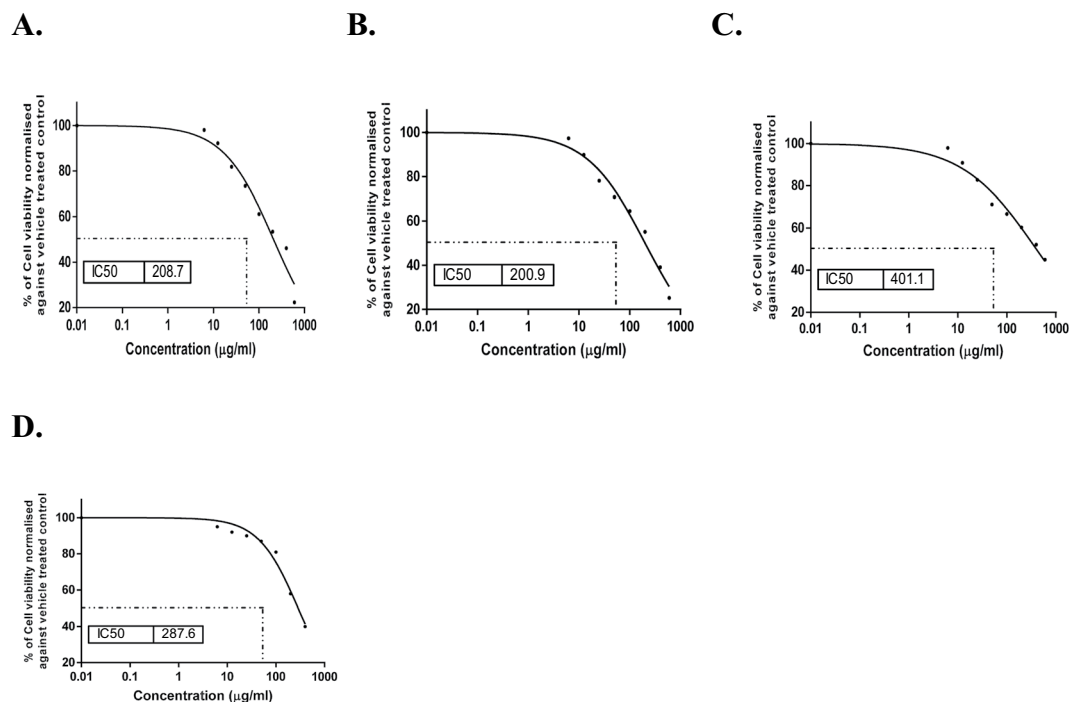 A.
B.
C.
% of Cell viability normalised
against vehicle treated control
100
80
60
40
20
IC50 208.7
0.01 0.1 1 10 100 1000
Concentration (µg/ml)
% of Cell viability normalised
against vehicle treated control
100
80
60
40
20
IC50 200.9
0.01 0.1 1 10 100 1000
Concentration (µg/ml)
% of Cell viability normalised
against vehicle treated control
100
80
60
40
20
IC50 401.1
0.01 0.1 1 10 100 1000
Concentration (µg/ml)
D.
% of Cell viability normalised
against vehicle treated control
100
80
60
40
20
IC50 287.6
0.01 0.1 1 10 100 1000
Concentration (µg/ml)